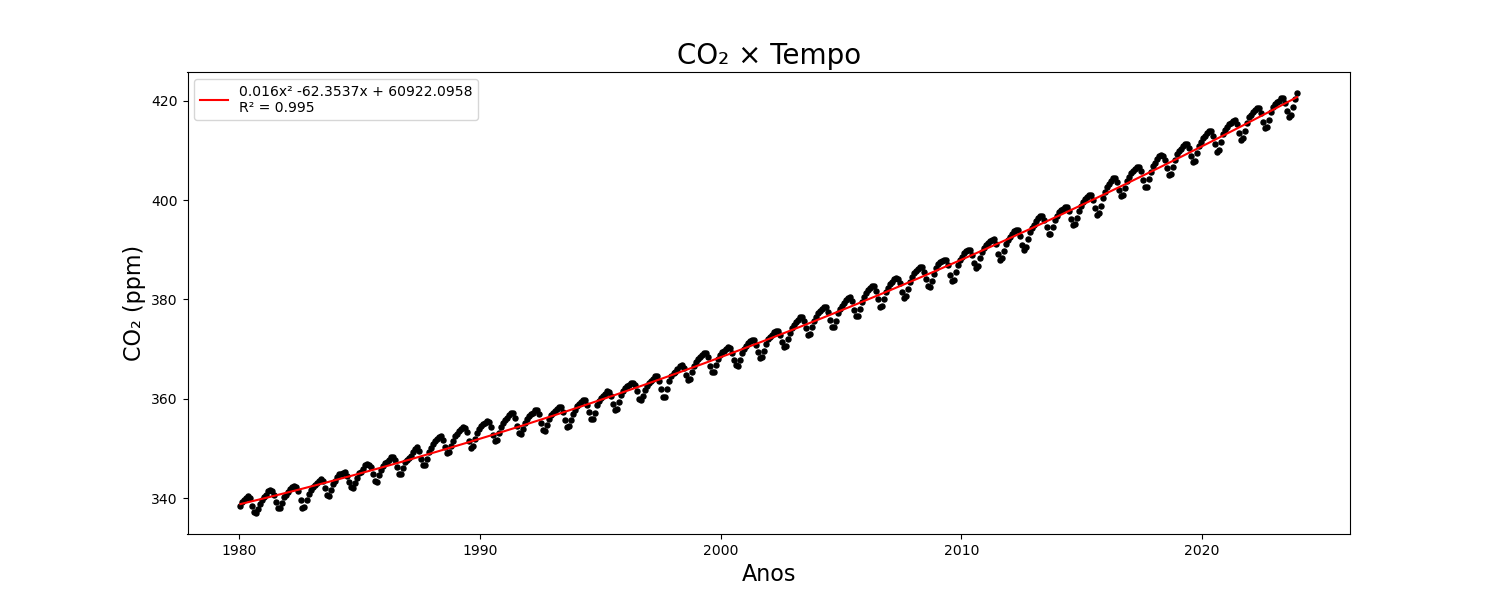 CO₂ × Tempo
0.016x² -62.3537x + 60922.0958
R² = 0.995
420
400
380
360
340
CO₂ (ppm)
1980 1990 2000 2010 2020
Anos